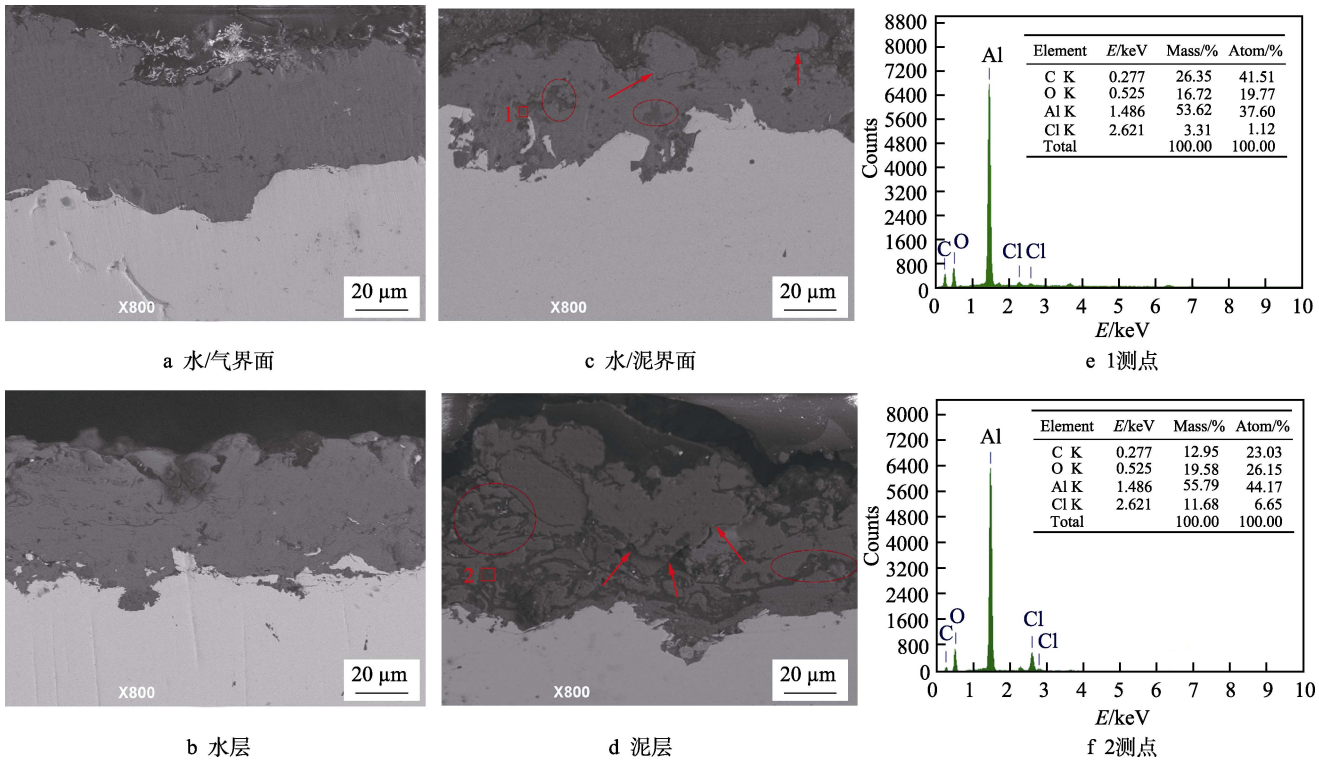 X800
20 μm
a 水/气界面
1
X800
20 μm
c 水/泥界面
8800
8000
7200
6400
5600
4800
4000
3200
2400
1600
800
0
Counts
Al
C
O
Cl
Cl
Element E/keV Mass/% Atom/%
C K 0.277 26.35 41.51
O K 0.525 16.72 19.77
Al K 1.486 53.62 37.60
Cl K 2.621 3.31 1.12
Total 100.00 100.00
0 1 2 3 4 5 6 7 8 9 10
E/keV
e 1测点
X800
20 μm
b 水层
2
X800
20 μm
d 泥层
8000
7200
6400
5600
4800
4000
3200
2400
1600
800
0
Counts
Al
C
O
Cl
Cl
Element E/keV Mass/% Atom/%
C K 0.277 12.95 23.03
O K 0.525 19.58 26.15
Al K 1.486 55.79 44.17
Cl K 2.621 11.68 6.65
Total 100.00 100.00
0 1 2 3 4 5 6 7 8 9 10
E/keV
f 2测点